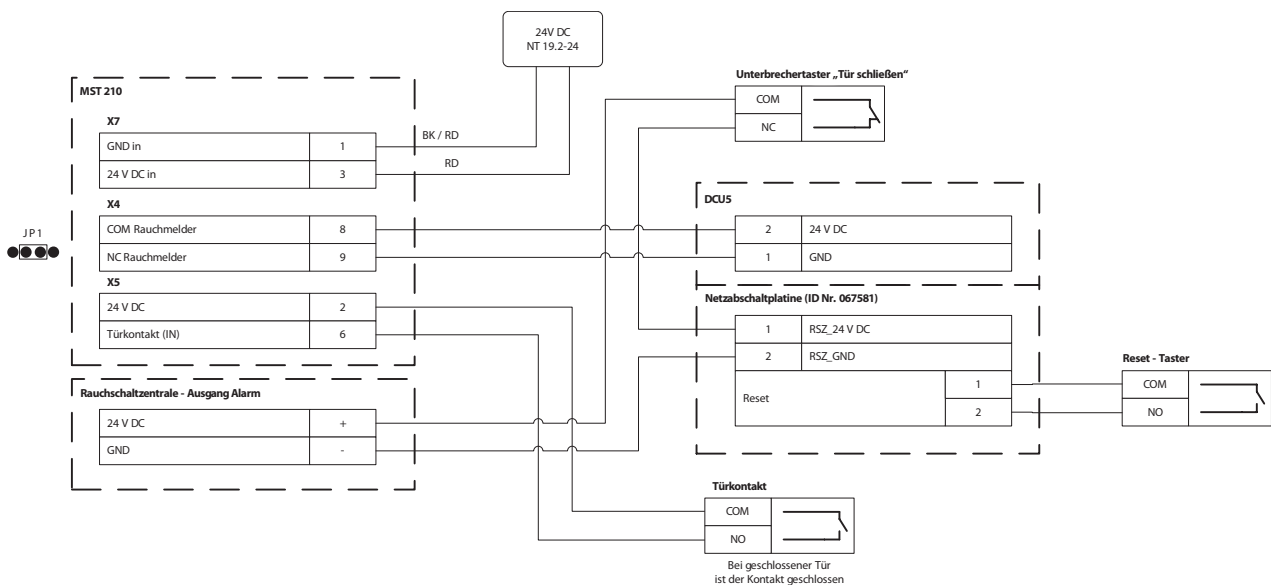 24V DC
NT 19.2-24
MST 210
X7
GND in 1
24 V DC in 3
BK / RD
RD
X4
COM Rauchmelder 8
NC Rauchmelder 9
JP1
X5
24 V DC 2
Türkontakt (IN) 6
Rauchschaltzentrale - Ausgang Alarm
24 V DC +
GND -
Unterbrechertaster „Tür schließen“
COM
NC
DCU5
2 24 V DC
1 GND
Netzabschaltplatine (ID Nr. 067581)
1 RSZ_24 V DC
2 RSZ_GND
Reset 1
2
Reset - Taster
COM
NO
Türkontakt
COM
NO
Bei geschlossener Tür
ist der Kontakt geschlossen